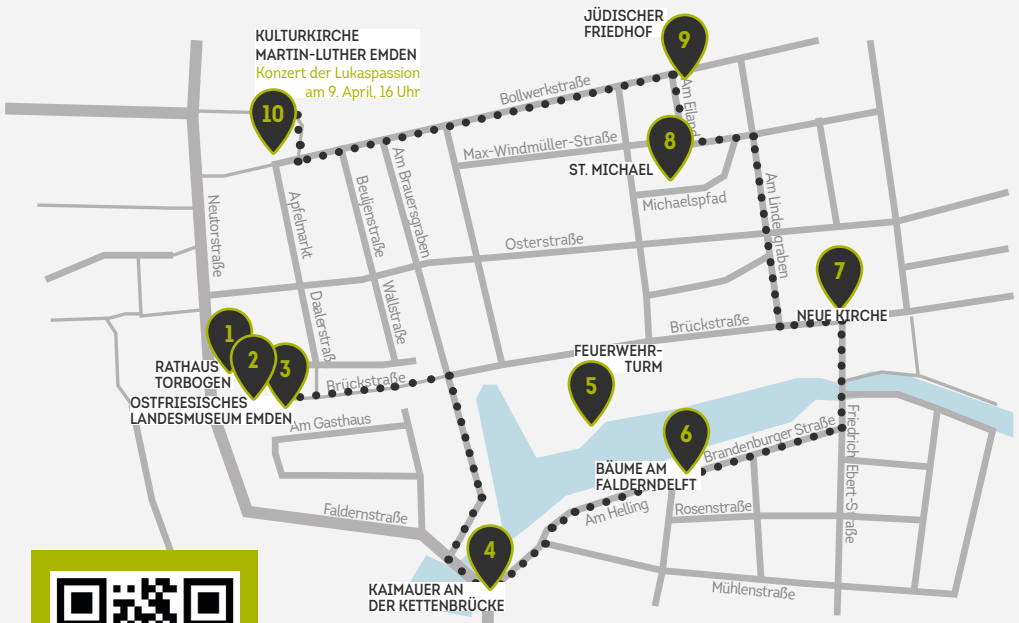 JÜDISCHER
FRIEDHOF
9
KULTURKIRCHE
MARTIN-LUTHER EMDEN
Konzert der Lukaspassion
am 9. April, 16 Uhr
10
Bollwerkstraße
Am Eiland
8
Max-Windmüller-Straße
ST. MICHAEL
Michaelspfad
Am Brauersgraben
Beuljenstraße
Apfelmarkt
Neutorstraße
Osterstraße
Am Lindengraben
7
NEUE KIRCHE
Daalerstraß
Wallstraße
Brückstraße
1
2
3
RATHAUS
TORBOGEN
OSTFRIESISCHES
LANDESMUSEUM EMDEN
Brückstraße
FEUERWEHR-
TURM
5
6
Am Gasthaus
BÄUME AM
FALDERNDELFT
Brandenburger Straße
Friedrich Ebert-Straße
Faldernstraße
Am Helling
Rosenstraße
4
KAIMAUER AN
DER KETTENBRÜCKE
Mühlenstraße